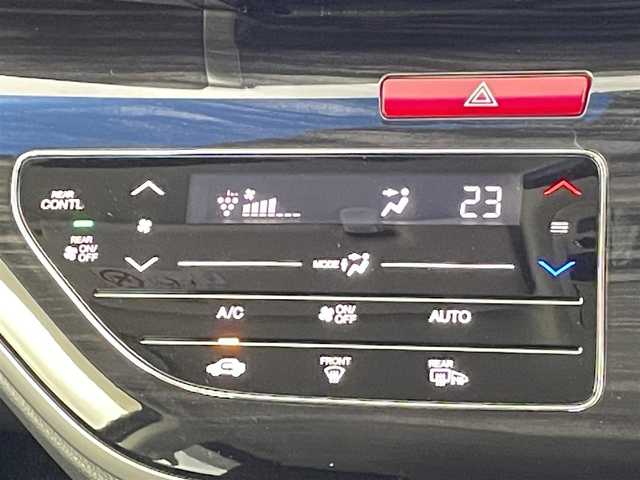 REAR
CONTL
23
REAR
ON/
OFF
MODE
A/C
ON/
OFF
AUTO
FRONT
REAR